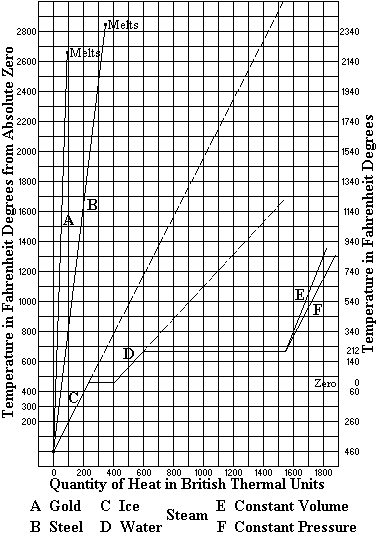 Temperature in Fahrenheit Degrees from Absolute Zero
2800
2600
2400
2200
2000
1800
1600
1400
1200
1000
800
600
400
300
200
Melts
Melts
A
B
C
D
E
F
Zero
2340
2140
1940
1740
1540
1340
1140
940
740
540
340
212
140
0
60
260
460
Temperature in Fahrenheit Degrees
0 200 400 600 800 1000 1200 1400 1600 1800
Quantity of Heat in British Thermal Units
A Gold C Ice Steam E Constant Volume
B Steel D Water F Constant Pressure